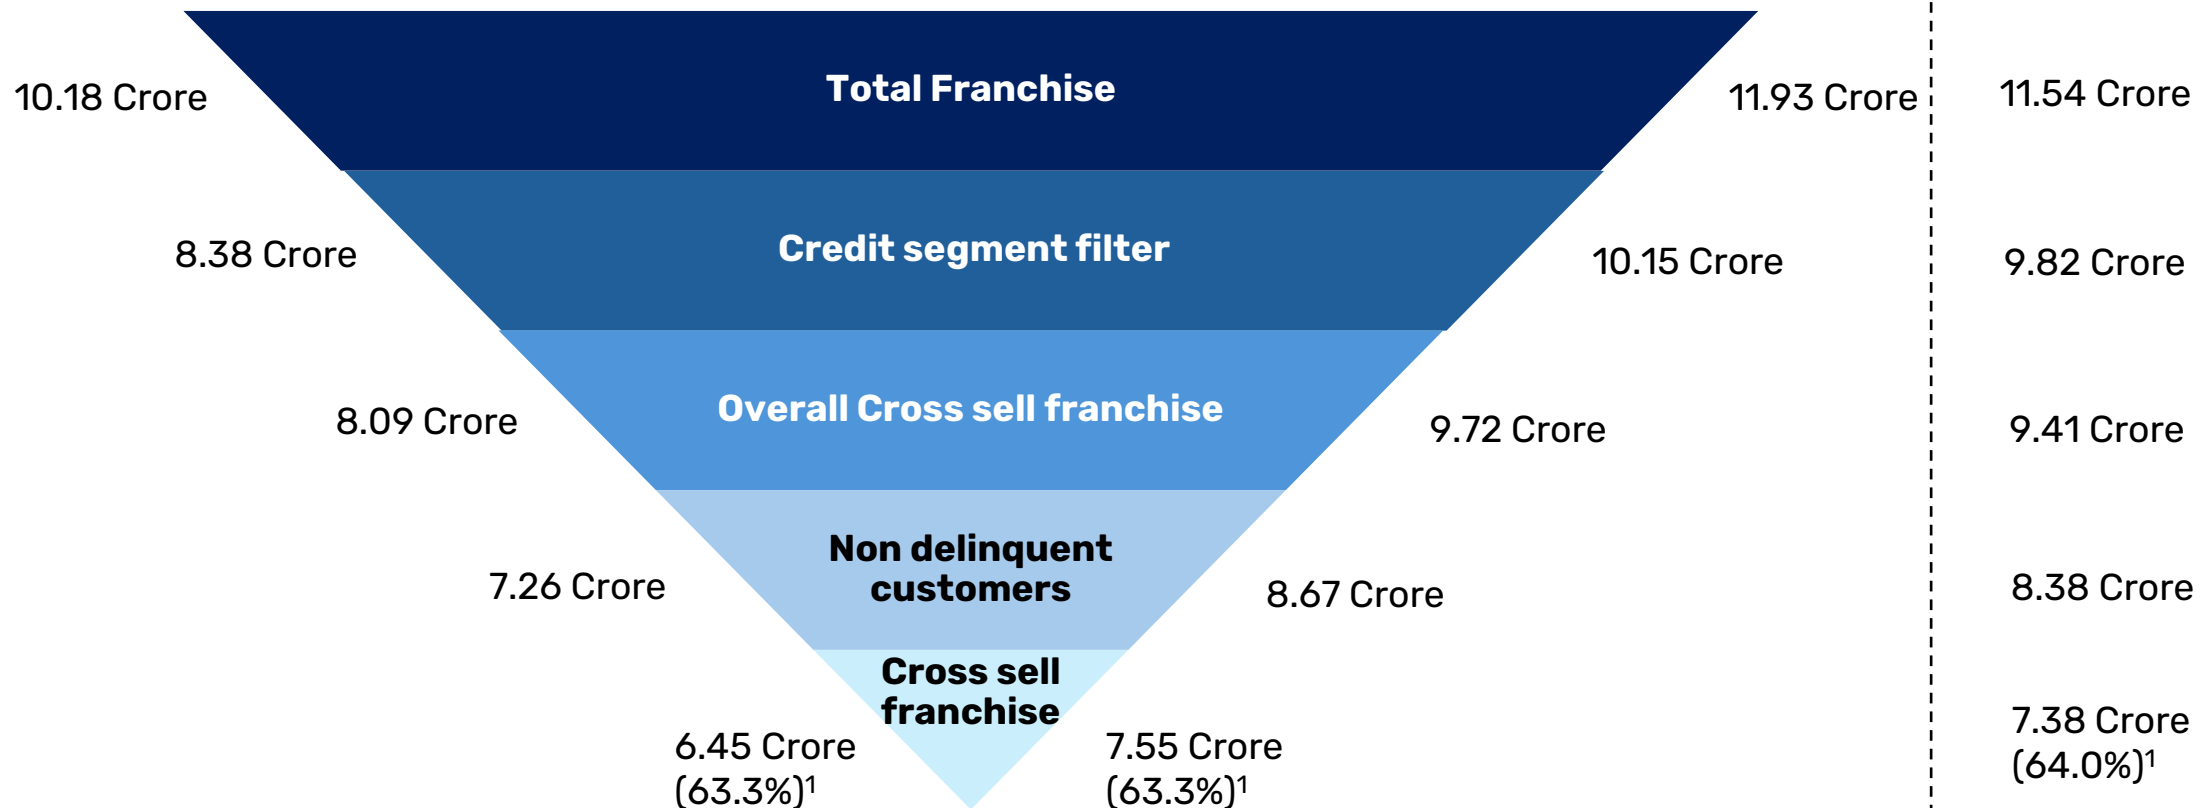 10.18 Crore
Total Franchise
11.93 Crore
11.54 Crore
8.38 Crore
Credit segment filter
10.15 Crore
9.82 Crore
8.09 Crore
Overall Cross sell franchise
9.72 Crore
9.41 Crore
7.26 Crore
Non delinquent
customers
8.67 Crore
8.38 Crore
Cross sell
franchise
6.45 Crore
(63.3%)¹
7.55 Crore
(63.3%)¹
7.38 Crore
(64.0%)¹